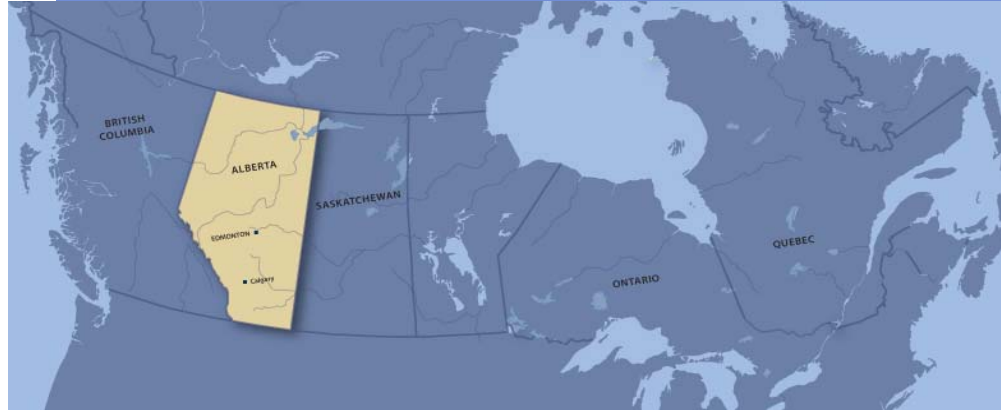 BRITISH
COLUMBIA
ALBERTA
SASKATCHEWAN
EDMONTON
Calgary
ONTARIO
QUEBEC